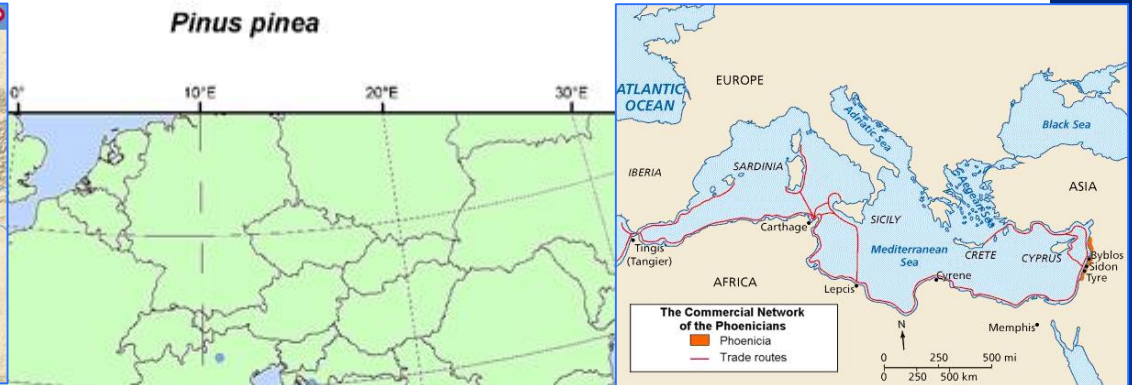 Pinus pinea
0° 10°E 20°E 30°E
ATLANTIC
OCEAN
EUROPE
Adriatic Sea
Black Sea
IBERIA
SARDINIA
Aegean Sea
ASIA
SICILY
Carthage
Tingis
(Tangier)
Mediterranean
Sea
CRETE
CYPRUS
Byblos
Sidon
Tyre
AFRICA
Lepcis
Cyrene
Memphis
The Commercial Network
of the Phoenicians
Phoenicia
Trade routes
N
0 250 500 mi
0 250 500 km